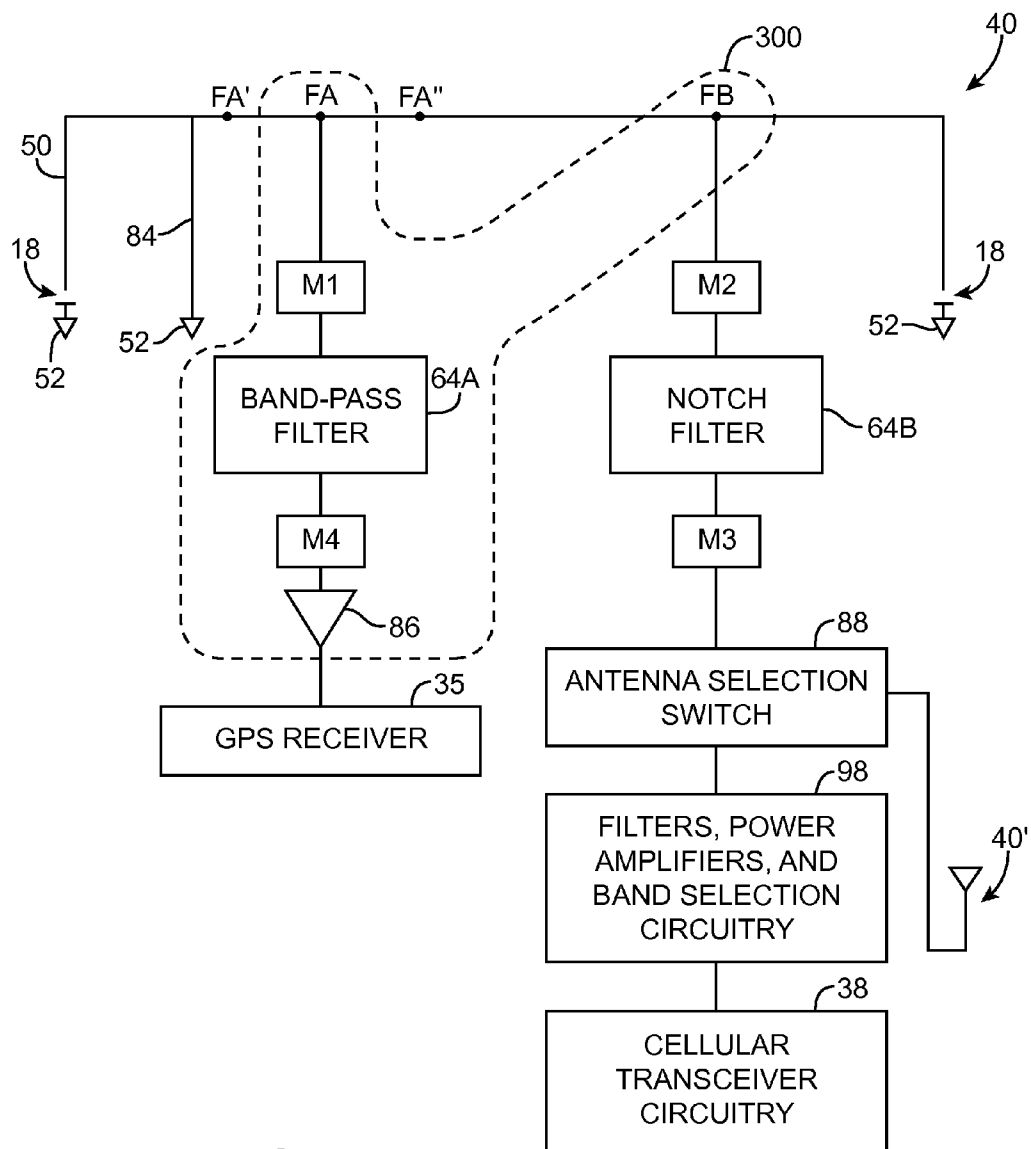 40
300
FA'
FA
FA"
FB
50
84
18
18
M1
M2
52
52
52
BAND-PASS
FILTER
64A
NOTCH
FILTER
64B
M4
M3
86
88
ANTENNA SELECTION
SWITCH
35
GPS RECEIVER
98
FILTERS, POWER
AMPLIFIERS, AND
BAND SELECTION
CIRCUITRY
40'
38
CELLULAR
TRANSCEIVER
CIRCUITRY